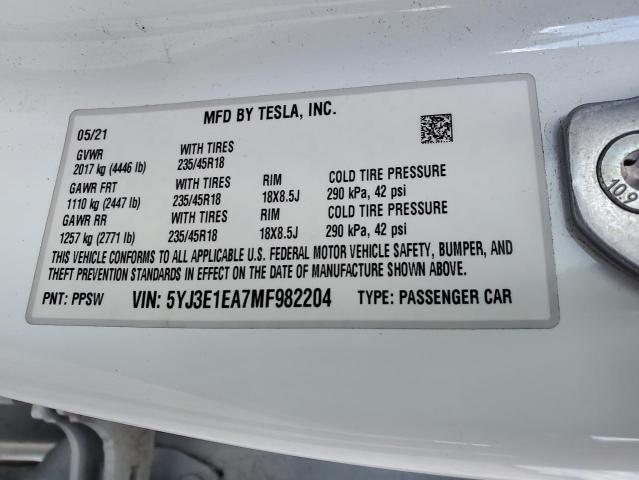 MFD BY TESLA, INC.
05/21
GVWR WITH TIRES
2017 kg (4446 lb) 235/45R18
GAWR FRT WITH TIRES RIM COLD TIRE PRESSURE
1110 kg (2447 lb) 235/45R18 18X8.5J 290 kPa, 42 psi
GAWR RR WITH TIRES RIM COLD TIRE PRESSURE
1257 kg (2771 lb) 235/45R18 18X8.5J 290 kPa, 42 psi
THIS VEHICLE CONFORMS TO ALL APPLICABLE U.S. FEDERAL MOTOR VEHICLE SAFETY, BUMPER, AND
THEFT PREVENTION STANDARDS IN EFFECT ON THE DATE OF MANUFACTURE SHOWN ABOVE.
PNT: PPSW VIN: 5YJ3E1EA7MF982204 TYPE: PASSENGER CAR
10.9